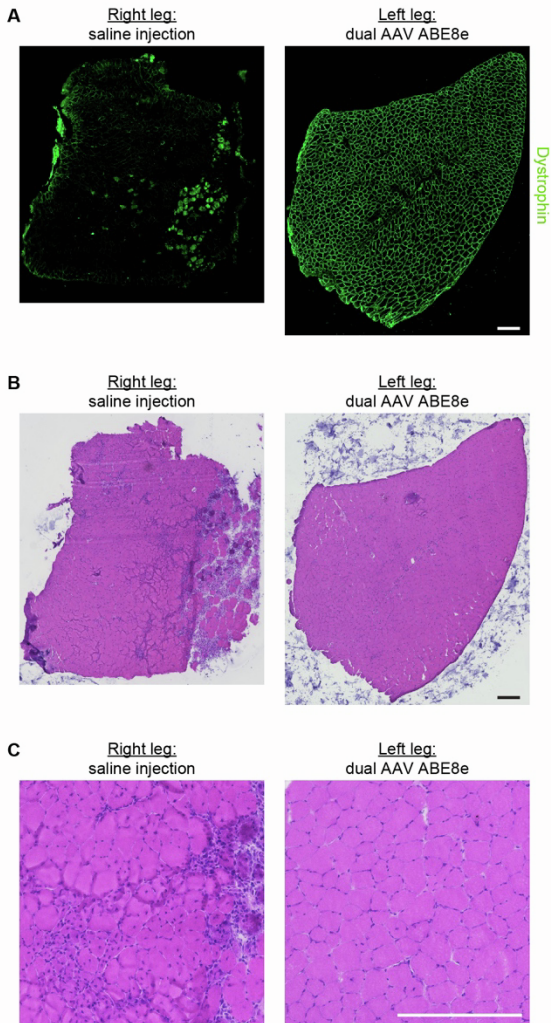 A
Right leg:
saline injection
Left leg:
dual AAV ABE8e
Dystrophin
B
Right leg:
saline injection
Left leg:
dual AAV ABE8e
C
Right leg:
saline injection
Left leg:
dual AAV ABE8e